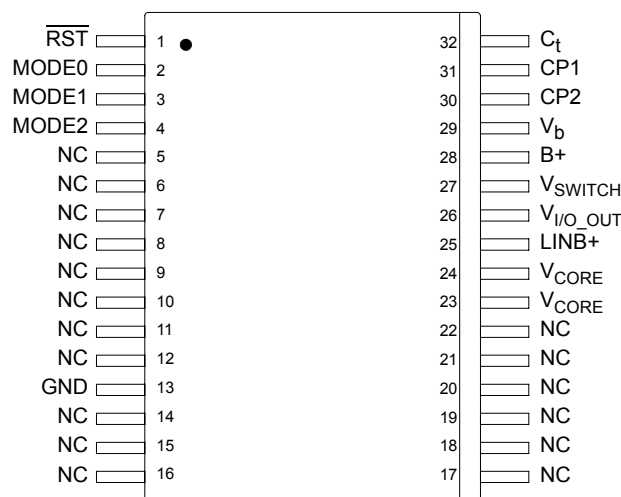 RST 1 32 Ct
MODE0 2 31 CP1
MODE1 3 30 CP2
MODE2 4 29 Vb
NC 5 28 B+
NC 6 27 VSWITCH
NC 7 26 VI/O_OUT
NC 8 25 LINB+
NC 9 24 VCORE
NC 10 23 VCORE
NC 11 22 NC
NC 12 21 NC
GND 13 20 NC
NC 14 19 NC
NC 15 18 NC
NC 16 17 NC